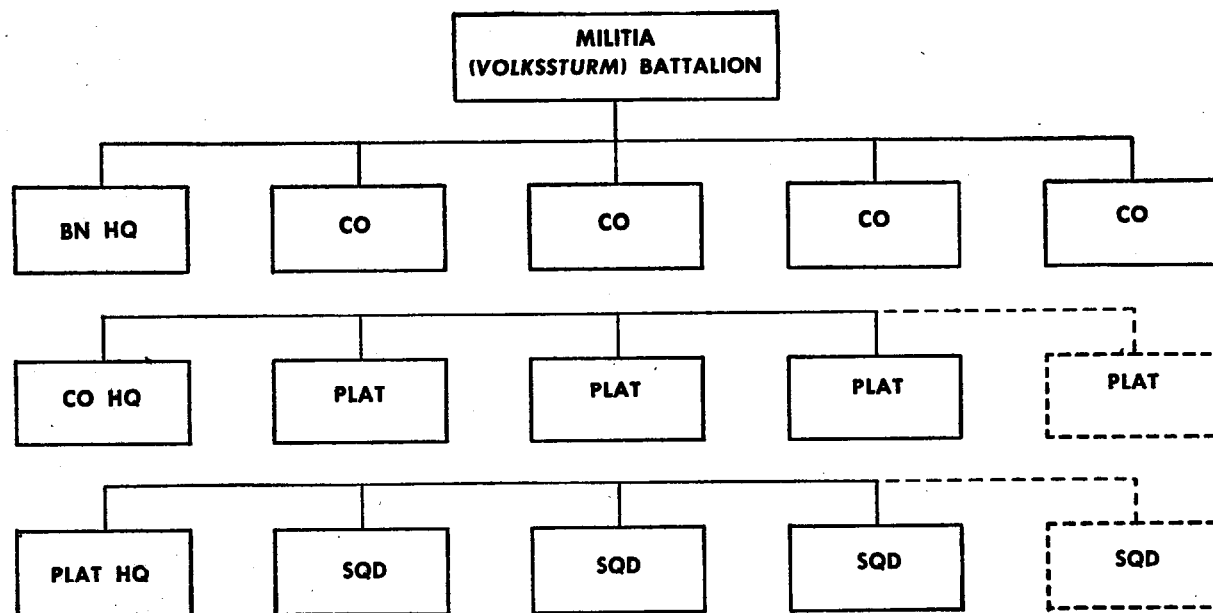 MILITIA
(VOLKSSTURM) BATTALION
BN HQ
CO
CO
CO
CO
CO HQ
PLAT
PLAT
PLAT
PLAT
PLAT HQ
SQD
SQD
SQD
SQD